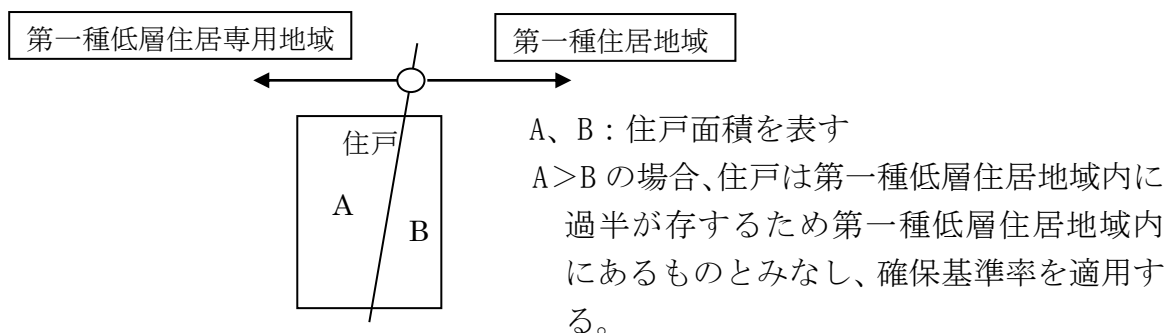 第一種低層住居専用地域
第一種住居地域
住戸
A
B
A、B:住戸面積を表す
A>Bの場合、住戸は第一種低層住居地域内に
過半が存するため第一種低層住居地域内
にあるものとみなし、確保基準率を適用す
る。